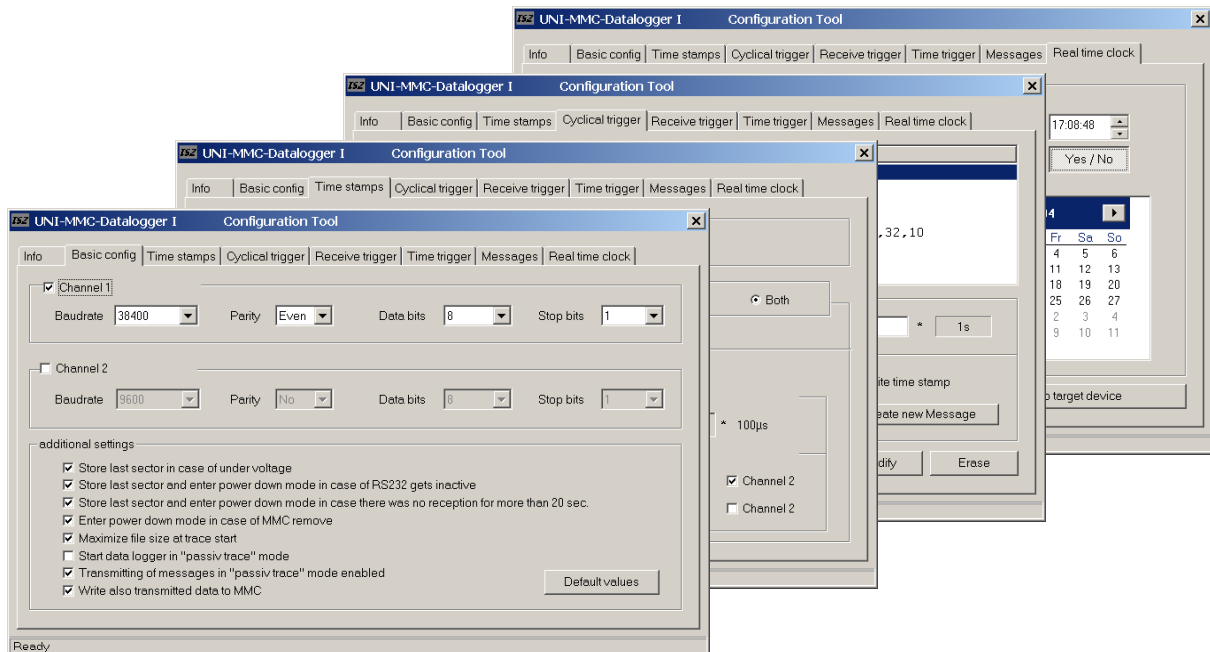 ISZ UNI-MMC-Datalogger I Configuration Tool
Info Basic config Time stamps Cyclical trigger Receive trigger Time trigger Messages Real time clock
17:08:48
Yes / No
Fr Sa So
4 5 6
11 12 13
18 19 20
25 26 27
2 3 4
9 10 11
target device
ISZ UNI-MMC-Datalogger I Configuration Tool
Info Basic config Time stamps Cyclical trigger Receive trigger Time trigger Messages Real time clock
,32,10
* 1s
time stamp
new Message
Erase
ISZ UNI-MMC-Datalogger I Configuration Tool
Info Basic config Time stamps Cyclical trigger Receive trigger Time trigger Messages Real time clock
Both
* 100µs
Channel 2
Channel 2
ISZ UNI-MMC-Datalogger I Configuration Tool
Info Basic config Time stamps Cyclical trigger Receive trigger Time trigger Messages Real time clock
Channel 1
Baudrate 38400 Parity Even Data bits 8 Stop bits 1
Channel 2
Baudrate 9600 Parity No Data bits 8 Stop bits 1
additional settings
Store last sector in case of under voltage
Store last sector and enter power down mode in case of RS232 gets inactive
Store last sector and enter power down mode in case there was no reception for more than 20 sec.
Enter power down mode in case of MMC remove
Maximize file size at trace start
Start data logger in "passiv trace" mode
Transmitting of messages in "passiv trace" mode enabled
Write also transmitted data to MMC
Default values
Ready